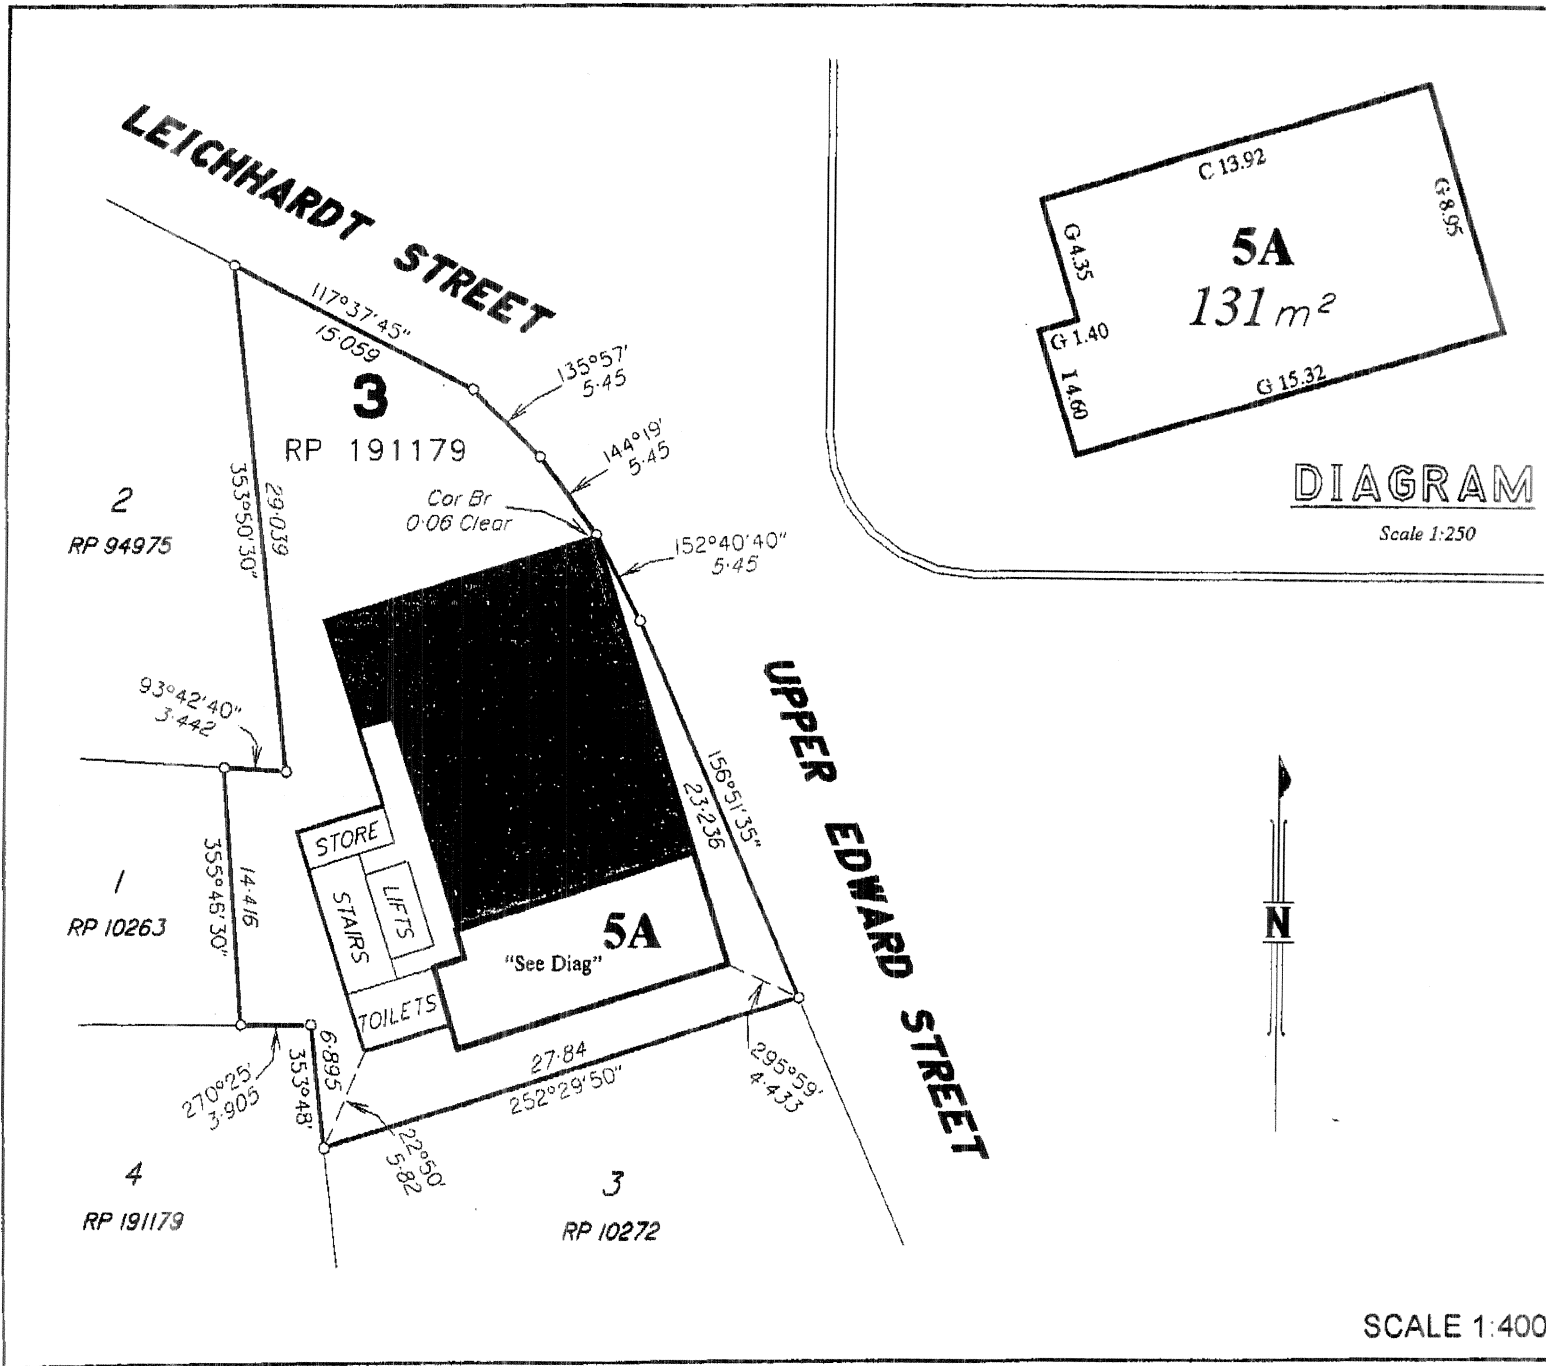 LEICHHARDT STREET
117°37'45"
15·059
135°57'
5·45
144°19'
5·45
3
RP 191179
Cor Br
0·06 Clear
152°40'40"
5·45
2
RP 94975
29·039
353°50'30"
93°42'40"
3·442
UPPER EDWARD STREET
156°51'35"
23·236
STORE
STAIRS
LIFTS
TOILETS
5A
"See Diag"
1
RP 10263
14·416
355°46'30"
270°25'
3·905
6·895
353°48'
22°50'
5·82
27·84
252°29'50"
295°59'
4·433
4
RP 191179
3
RP 10272
C 13.92
G 8.95
G 4.35
5A
131 m²
G 1.40
I 4.60
G 15.32
DIAGRAM
Scale 1:250
N
SCALE 1:400